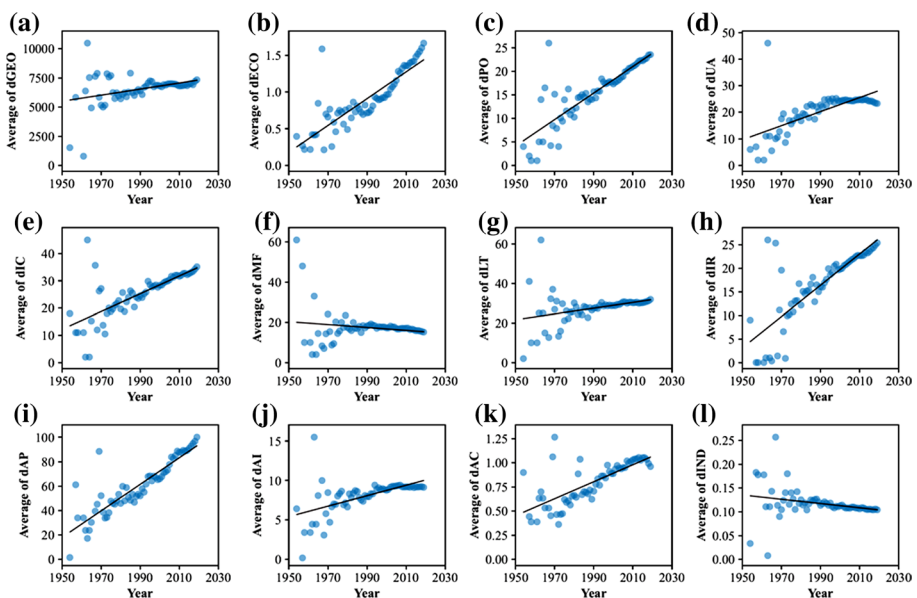 (a) (b) (c) (d)
Average of dGEO
10000
7500
5000
2500
0
1950 1970 1990 2010 2030
Year
Average of dECO
1.5
1.0
0.5
0.0
1950 1970 1990 2010 2030
Year
Average of dPO
25
20
15
10
5
0
1950 1970 1990 2010 2030
Year
Average of dUA
50
40
30
20
10
0
1950 1970 1990 2010 2030
Year
(e) (f) (g) (h)
Average of dIC
40
30
20
10
0
1950 1970 1990 2010 2030
Year
Average of dMF
60
40
20
0
1950 1970 1990 2010 2030
Year
Average of dLT
60
40
20
0
1950 1970 1990 2010 2030
Year
Average of dIR
25
20
15
10
5
0
1950 1970 1990 2010 2030
Year
(i) (j) (k) (l)
Average of dAP
100
80
60
40
20
0
1950 1970 1990 2010 2030
Year
Average of dAI
15
10
5
0
1950 1970 1990 2010 2030
Year
Average of dAC
1.25
1.00
0.75
0.50
0.25
0.00
1950 1970 1990 2010 2030
Year
Average of dIND
0.25
0.20
0.15
0.10
0.05
0.00
1950 1970 1990 2010 2030
Year